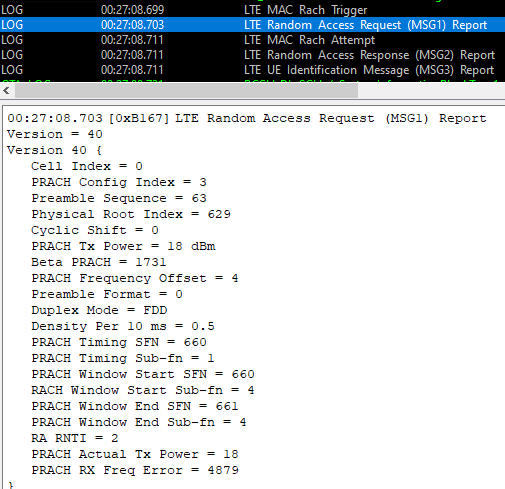 LOG 00:27:08.699 LTE MAC Rach Trigger
LOG 00:27:08.703 LTE Random Access Request (MSG1) Report
LOG 00:27:08.711 LTE MAC Rach Attempt
LOG 00:27:08.711 LTE Random Access Response (MSG2) Report
LOG 00:27:08.711 LTE UE Identification Message (MSG3) Report
00:27:08.703 [0xB167] LTE Random Access Request (MSG1) Report
Version = 40
Version 40 {
Cell Index = 0
PRACH Config Index = 3
Preamble Sequence = 63
Physical Root Index = 629
Cyclic Shift = 0
PRACH Tx Power = 18 dBm
Beta PRACH = 1731
PRACH Frequency Offset = 4
Preamble Format = 0
Duplex Mode = FDD
Density Per 10 ms = 0.5
PRACH Timing SFN = 660
PRACH Timing Sub-fn = 1
PRACH Window Start SFN = 660
RACH Window Start Sub-fn = 4
PRACH Window End SFN = 661
PRACH Window End Sub-fn = 4
RA RNTI = 2
PRACH Actual Tx Power = 18
PRACH RX Freq Error = 4879
}